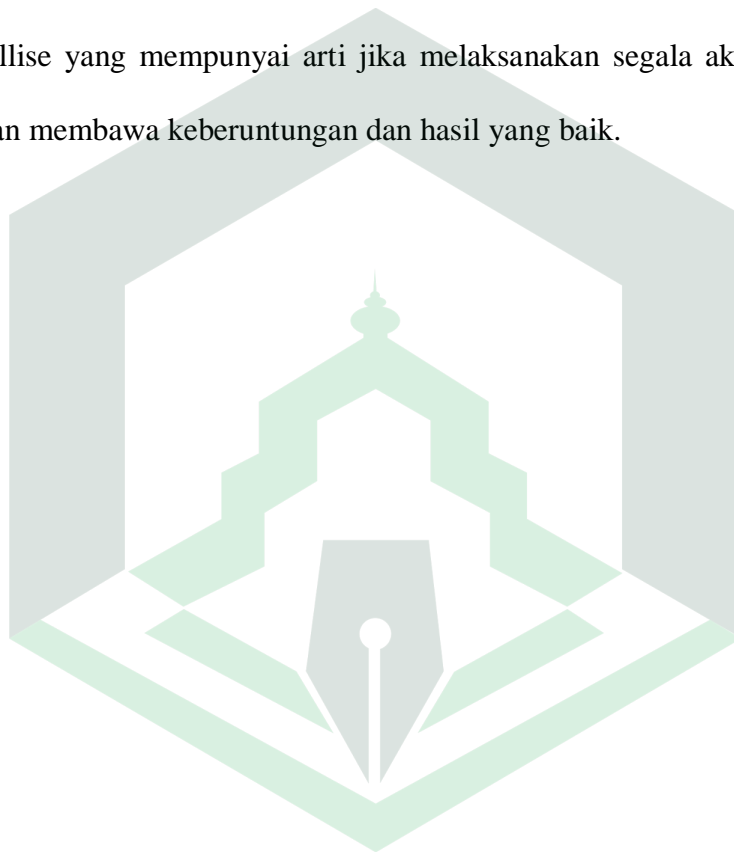 llise yang mempunyai arti jika melaksanakan segala ak
an membawa keberuntungan dan hasil yang baik.